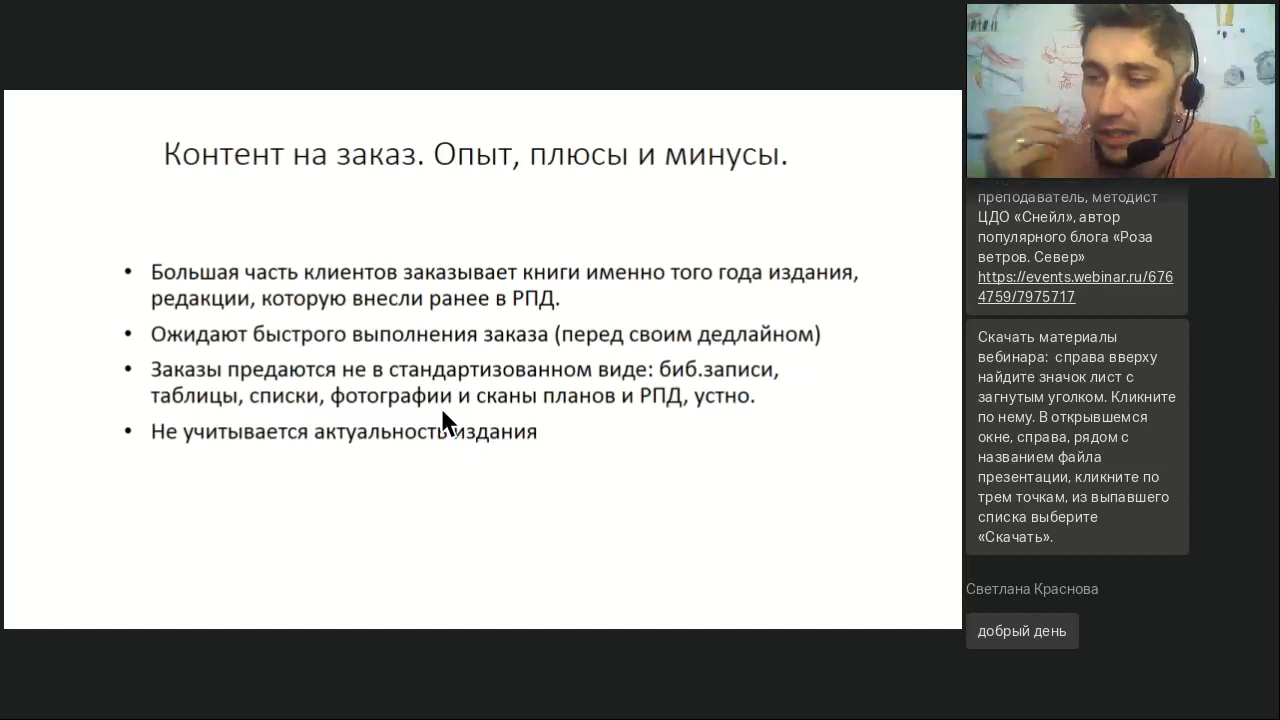 Контент на заказ. Опыт, плюсы и минусы.
• Большая часть клиентов заказывает книги именно того года издания,
редакции, которую внесли ранее в РПД.
• Ожидают быстрого выполнения заказа (перед своим дедлайном)
• Заказы предаются не в стандартизованном виде: биб.записи,
таблицы, списки, фотографии и сканы планов и РПД, устно.
• Не учитывается актуальность издания
преподаватель, методист
ЦДО «Снейл», автор
популярного блога «Роза
ветров. Север»
https://events.webinar.ru/676
4759/7975717
Скачать материалы
вебинара: справа вверху
найдите значок лист с
загнутым уголком. Кликните
по нему. В открывшемся
окне, справа, рядом с
названием файла
презентации, кликните по
трем точкам, из выпавшего
списка выберите
«Скачать».
Светлана Краснова
добрый день